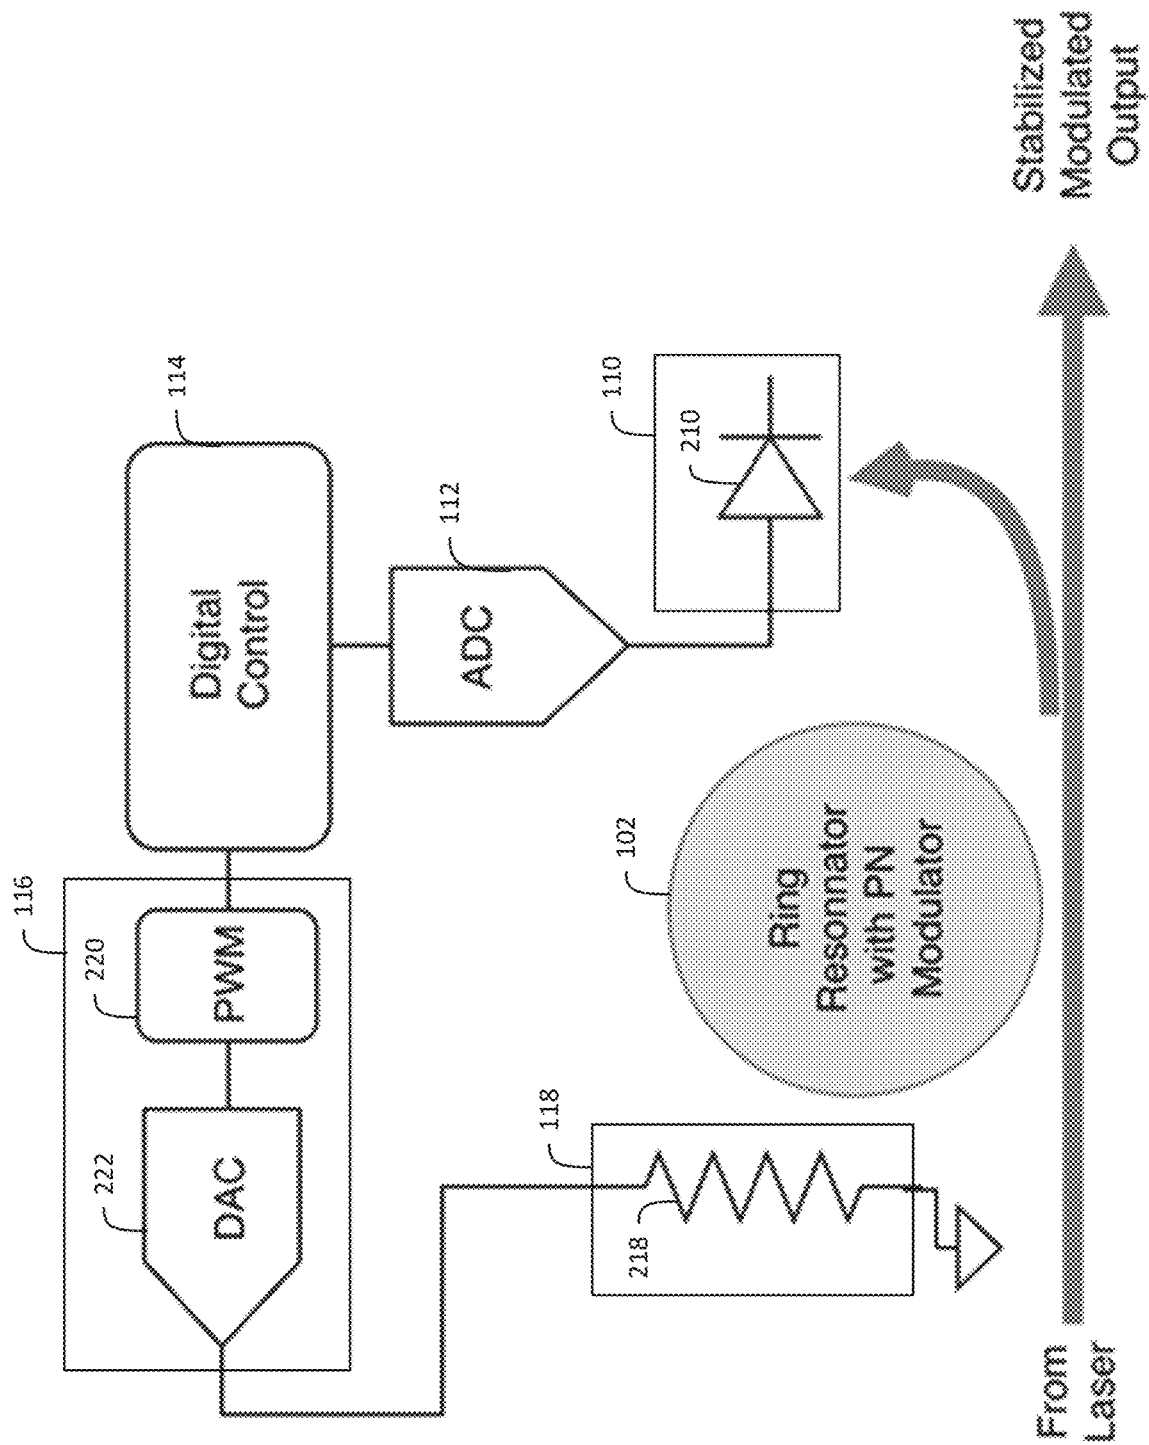 116
222
220
114
DAC
PWM
Digital
Control
112
ADC
118
218
102
Ring
Resonnator
with PN
Modulator
110
210
From
Laser
Stabilized
Modulated
Output